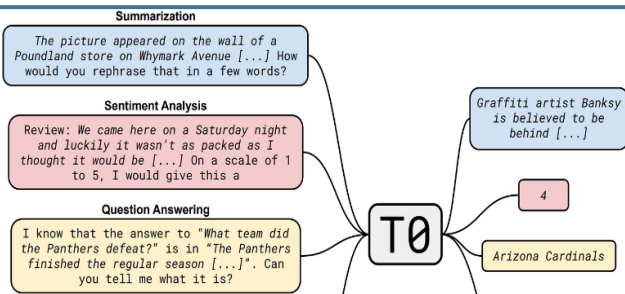 Summarization
The picture appeared on the wall of a
Poundland store on Whymark Avenue [...] How
would you rephrase that in a few words?
Sentiment Analysis
Review: We came here on a Saturday night
and luckily it wasn't as packed as I
thought it would be [...] On a scale of 1
to 5, I would give this a
Question Answering
I know that the answer to “What team did
the Panthers defeat?” is in “The Panthers
finished the regular season [...]”. Can
you tell me what it is?
T0
Graffiti artist Banksy
is believed to be
behind [...]
4
Arizona Cardinals